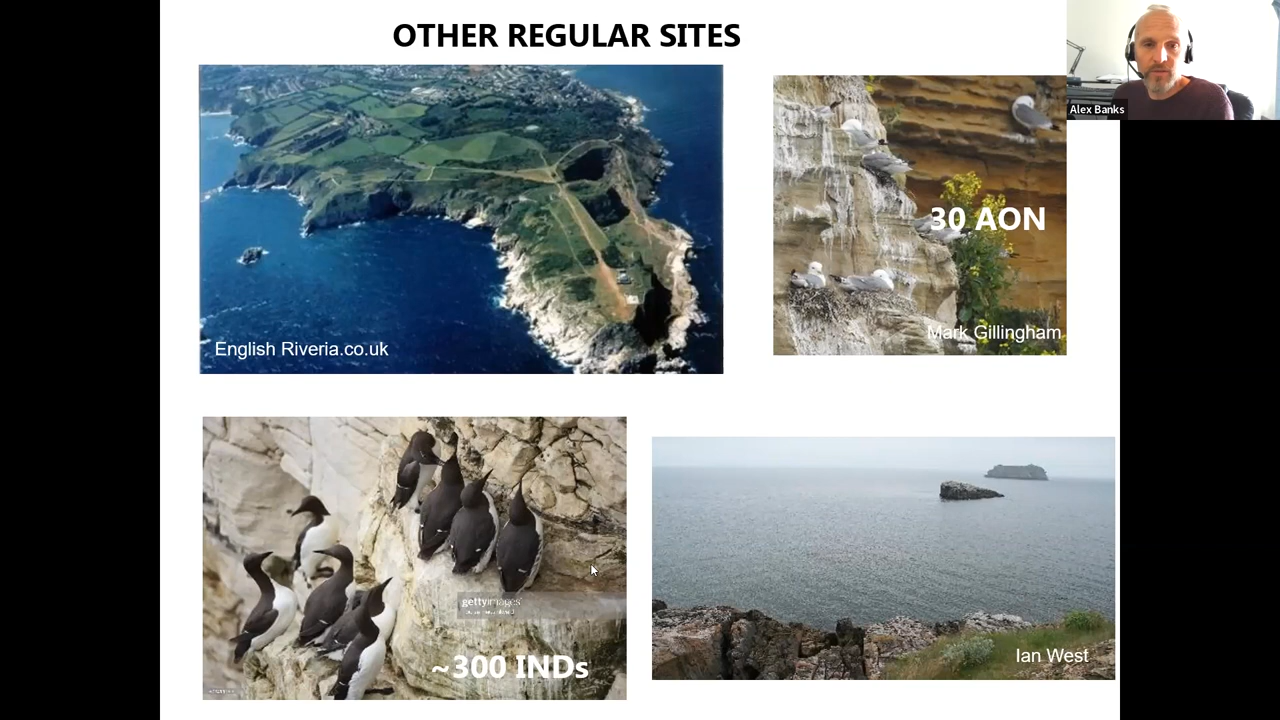 OTHER REGULAR SITES
Alex Banks
English Riveria.co.uk
30 AON
Mark Gillingham
gettyimages
~300 INDs
Ian West